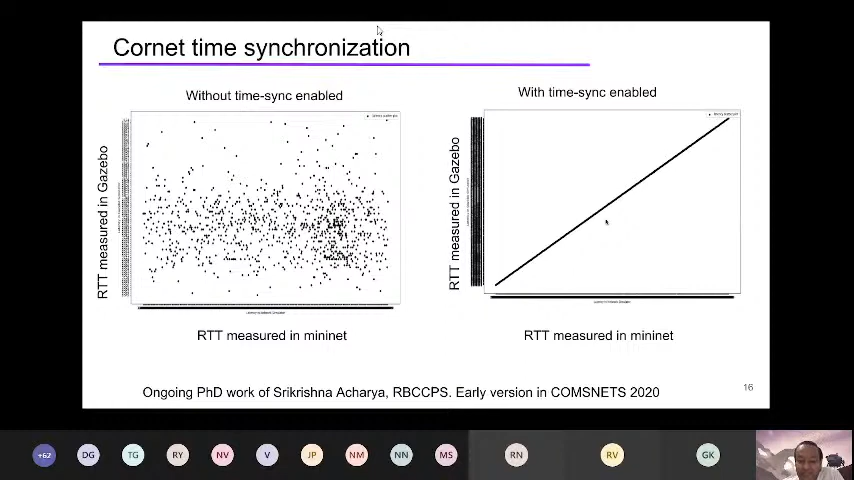 Cornet time synchronization
Without time-sync enabled
With time-sync enabled
RTT measured in Gazebo
RTT measured in mininet
RTT measured in Gazebo
RTT measured in mininet
Ongoing PhD work of Srikrishna Acharya, RBCCPS. Early version in COMSNETS 2020
16
+62
DG
TG
RY
NV
V
JP
NM
NN
MS
RN
RV
GK